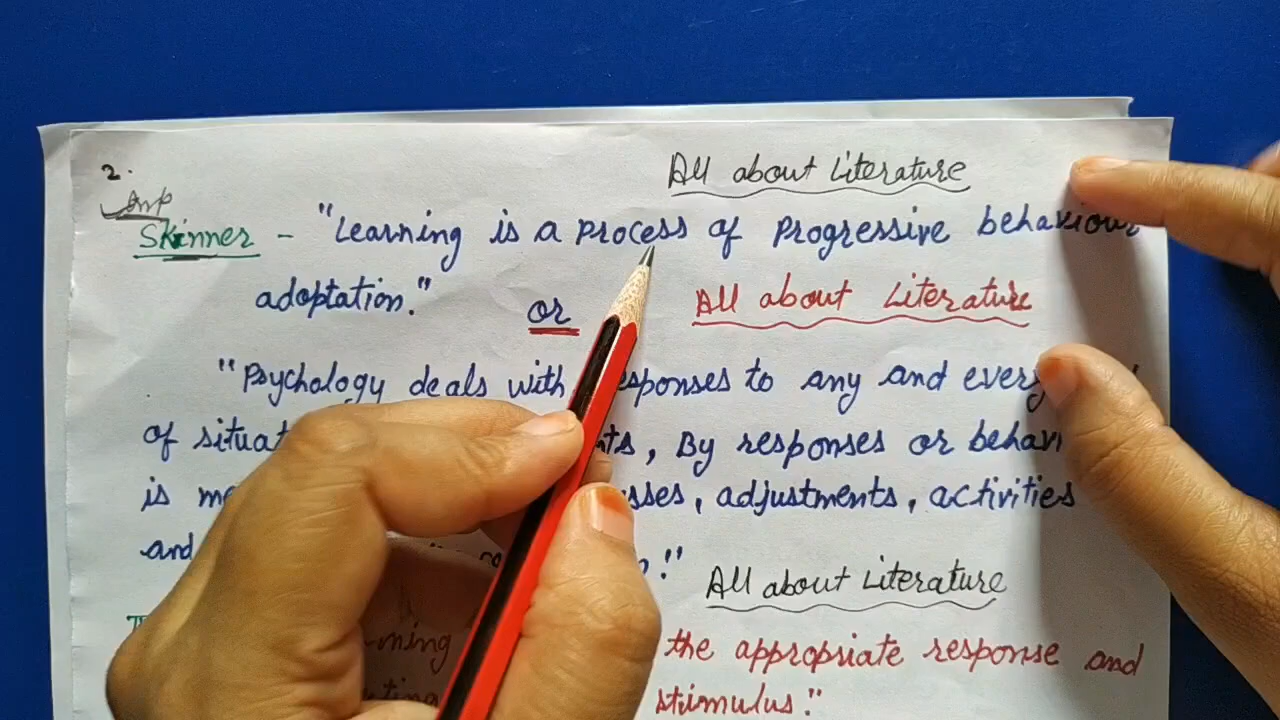 2.
All about Literature
Imp
Skinner - "Learning is a process of Progressive behaviour
adoptation."
or
All about Literature
"Psychology deals with responses to any and every
of situat , By responses or behavi
is me sses, adjustments, activities
and ."
All about Literature
the appropriate response and
stimulus."